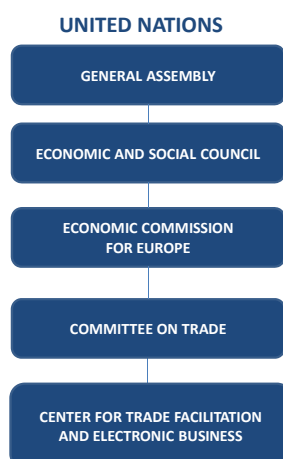 UNITED NATIONS
GENERAL ASSEMBLY
ECONOMIC AND SOCIAL COUNCIL
ECONOMIC COMMISSION
FOR EUROPE
COMMITTEE ON TRADE
CENTER FOR TRADE FACILITATION
AND ELECTRONIC BUSINESS